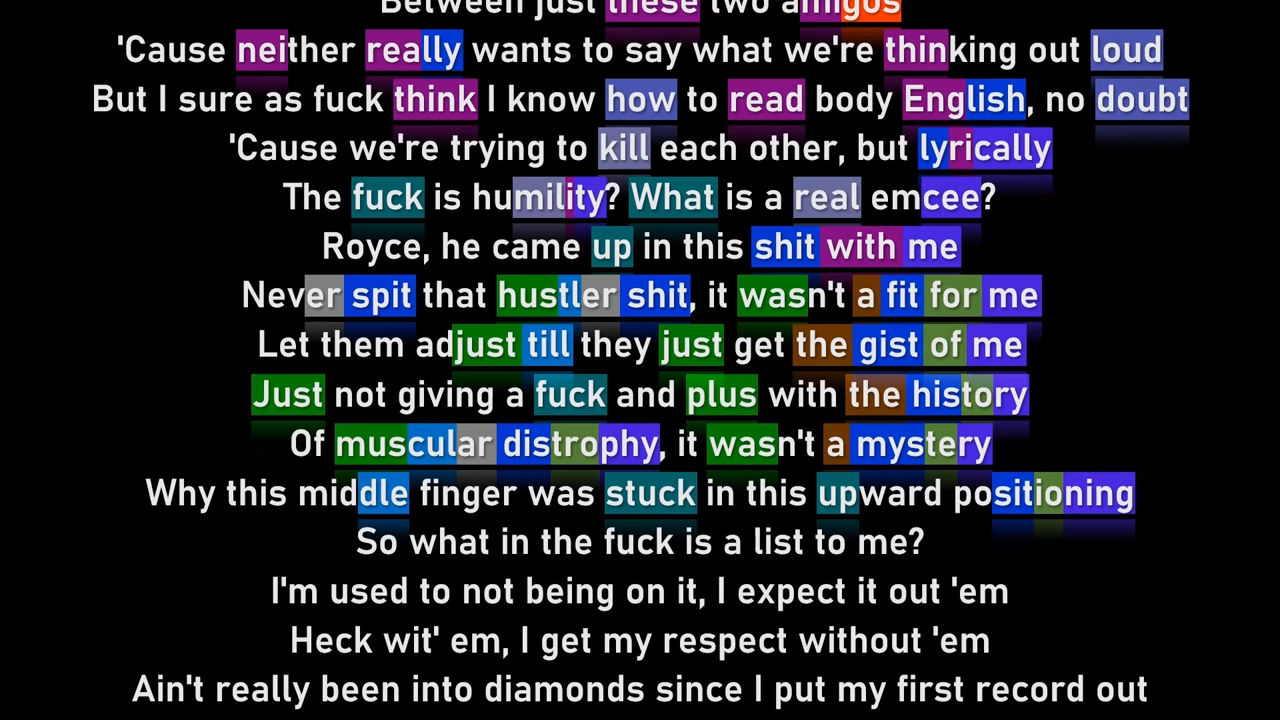 Between just these two amigos
'Cause neither really wants to say what we're thinking out loud
But I sure as fuck think I know how to read body English, no doubt
'Cause we're trying to kill each other, but lyrically
The fuck is humility? What is a real emcee?
Royce, he came up in this shit with me
Never spit that hustler shit, it wasn't a fit for me
Let them adjust till they just get the gist of me
Just not giving a fuck and plus with the history
Of muscular distrophy, it wasn't a mystery
Why this middle finger was stuck in this upward positioning
So what in the fuck is a list to me?
I'm used to not being on it, I expect it out 'em
Heck wit' em, I get my respect without 'em
Ain't really been into diamonds since I put my first record out